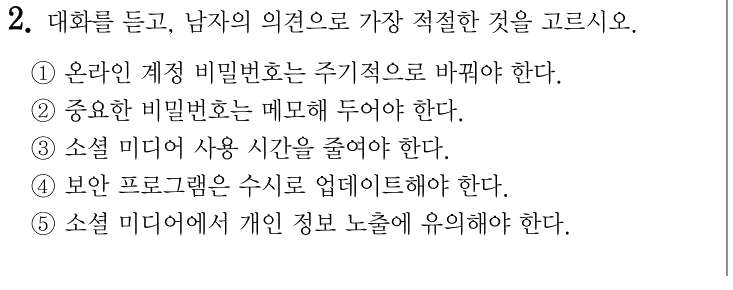 2. 대화를 듣고, 남자의 의견으로 가장 적절한 것을 고르시오.
① 온라인 계정 비밀번호는 주기적으로 바꿔야 한다.
② 중요한 비밀번호는 메모해 두어야 한다.
③ 소셜 미디어 사용 시간을 줄여야 한다.
④ 보안 프로그램은 수시로 업데이트해야 한다.
⑤ 소셜 미디어에서 개인 정보 노출에 유의해야 한다.